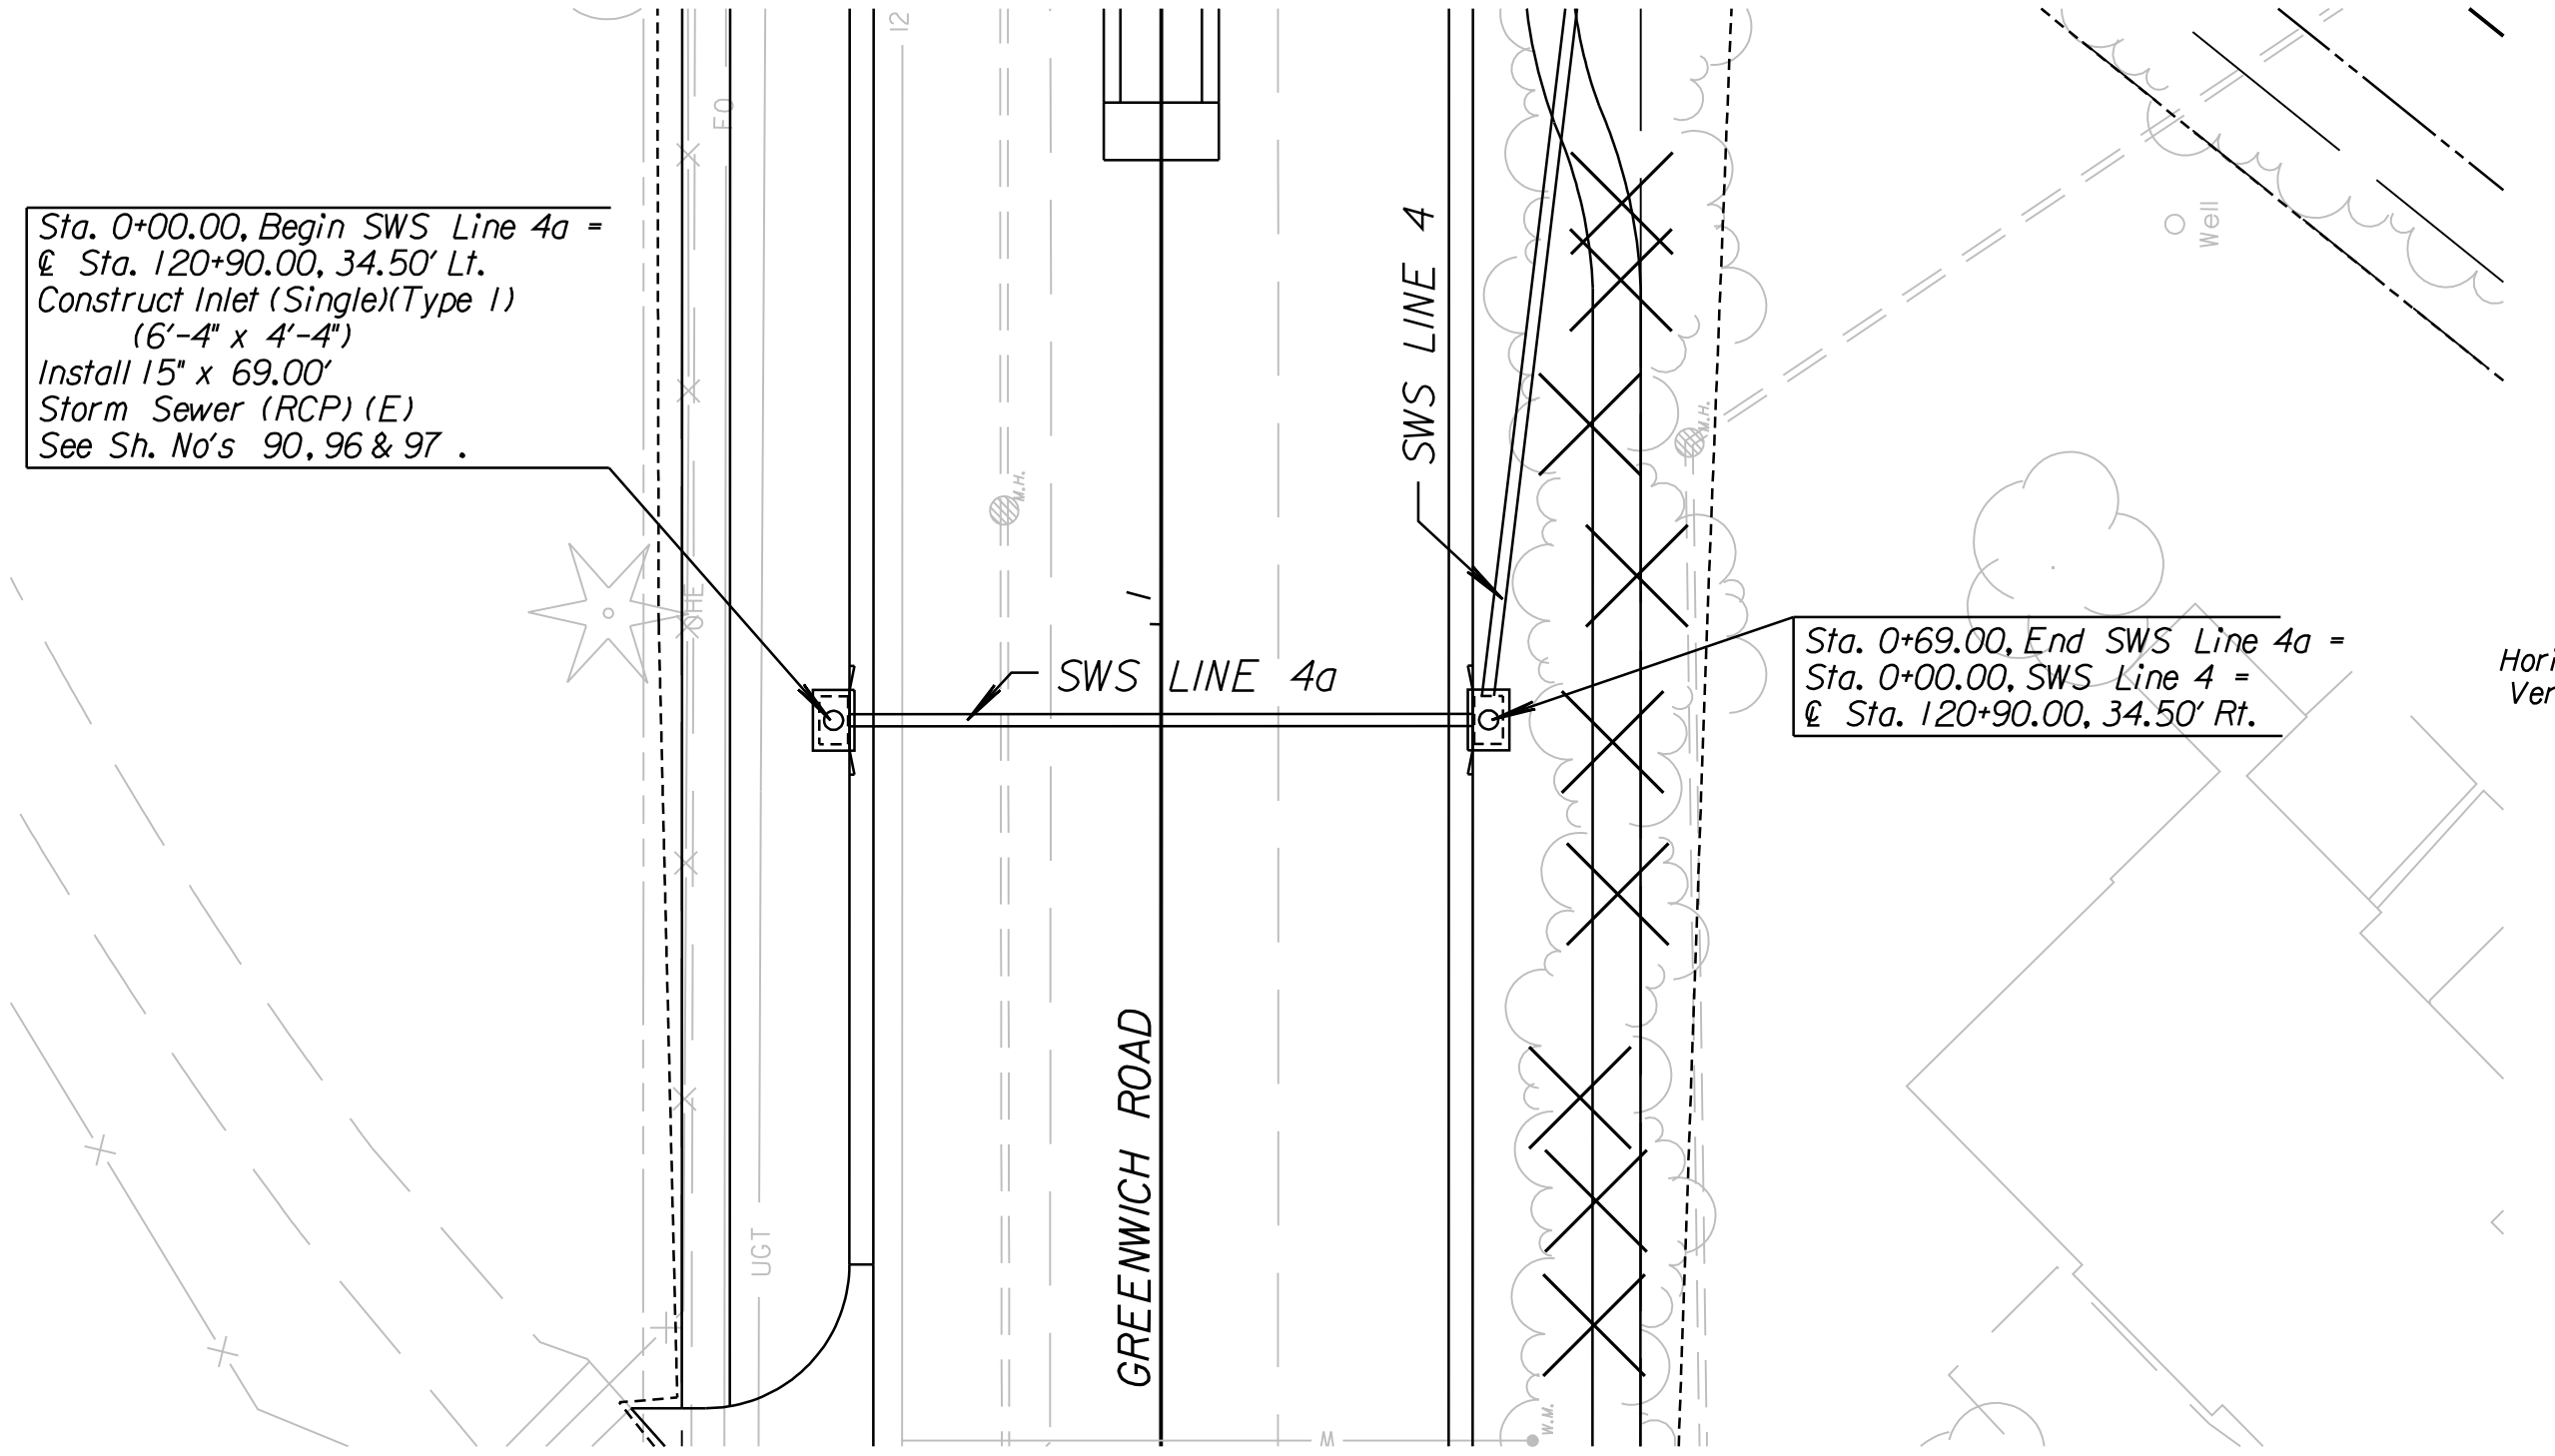 12
FO
Sta. 0+00.00, Begin SWS Line 4a =
℄ Sta. 120+90.00, 34.50' Lt.
Construct Inlet (Single)(Type 1)
(6'-4" x 4'-4")
Install 15" x 69.00'
Storm Sewer (RCP) (E)
See Sh. No's 90, 96 & 97 .
SWS LINE 4
Well
M.H.
M.H.
OHE
SWS LINE 4a
Sta. 0+69.00, End SWS Line 4a =
Sta. 0+00.00, SWS Line 4 =
℄ Sta. 120+90.00, 34.50' Rt.
Hori
Ver
GREENWICH ROAD
UGT
W
W.M.